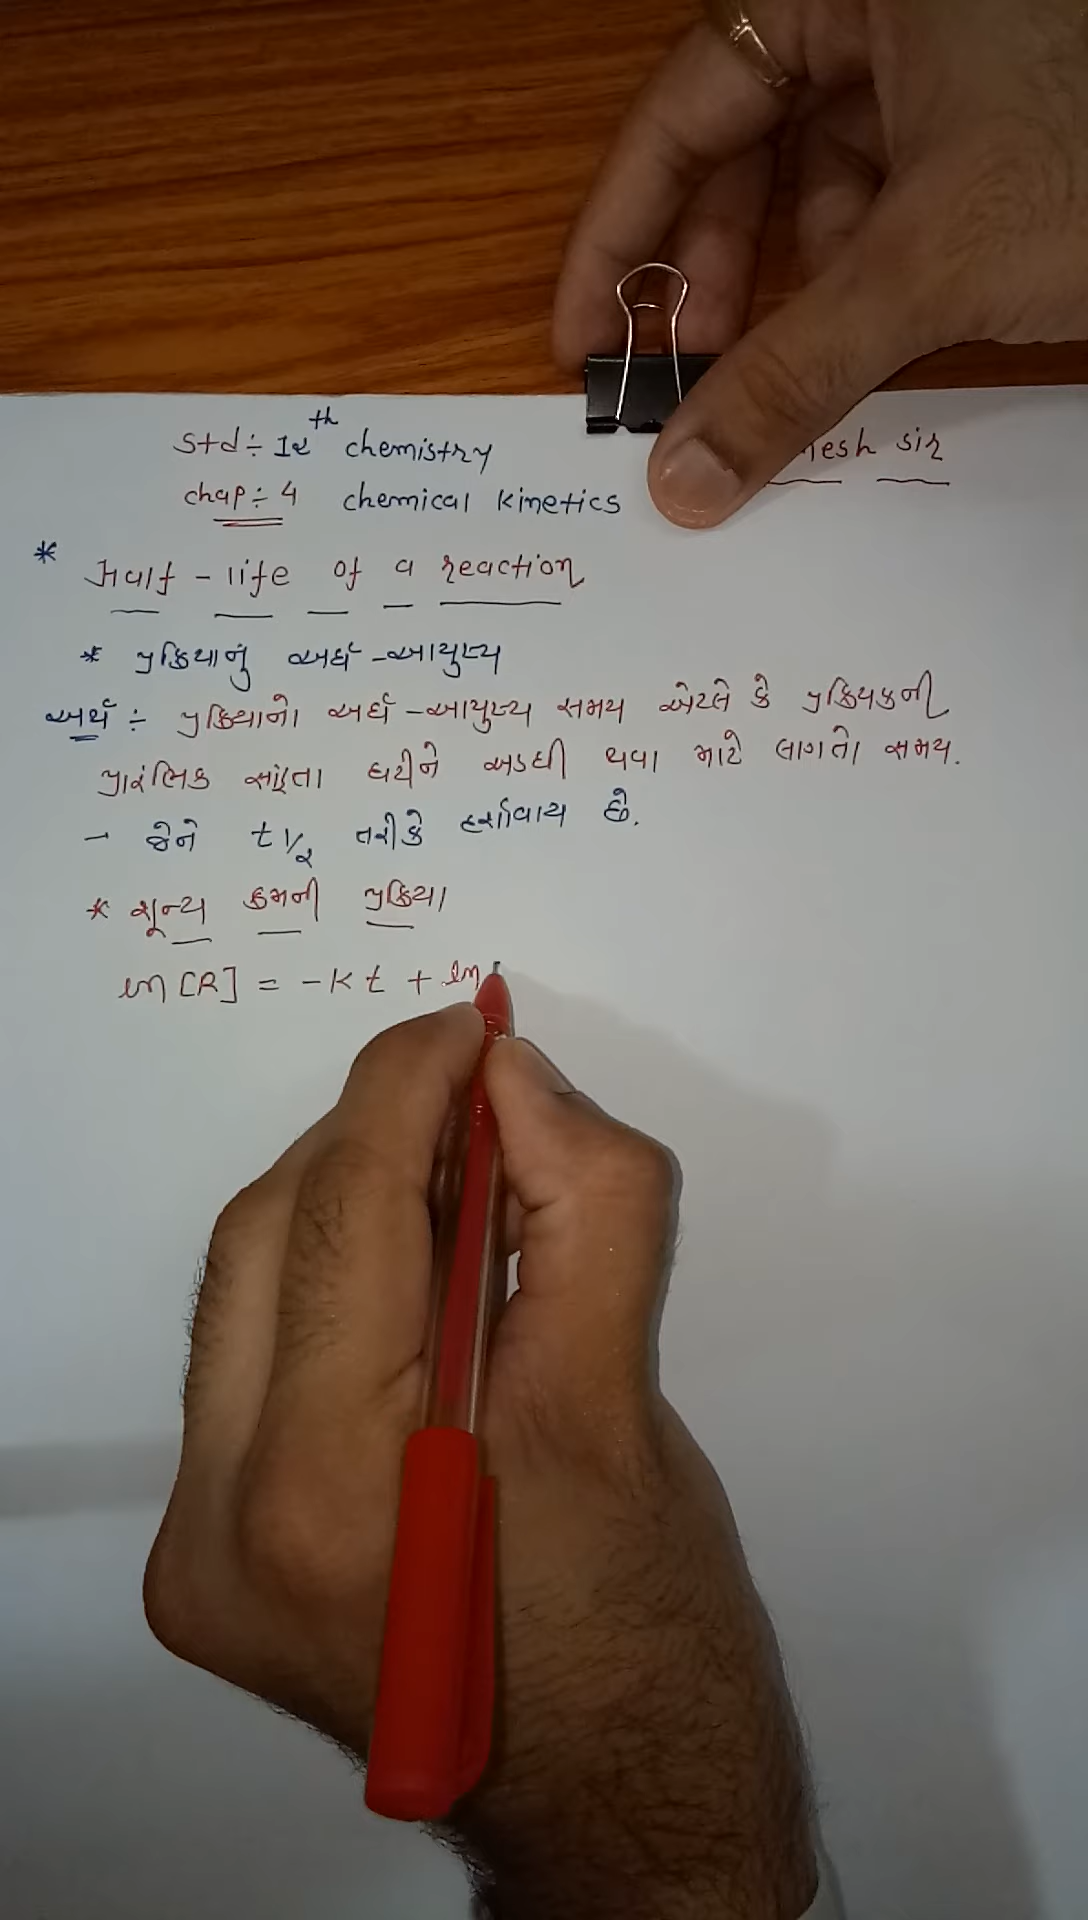 Std÷ 12th chemistry
esh sir
chap÷ 4 chemical kinetics
* Half - life of a reaction
* પ્રક્રિયાનું અર્ધ -આયુષ્ય
અર્થ ÷ પ્રક્રિયાનો અર્ધ -આયુષ્ય સમય એટલે કે પ્રક્રિયકની
પ્રારંભિક સાંદ્રતા ઘટીને અડધી થવા માટે લાગતો સમય.
- જેને t1/2 તરીકે દર્શાવાય છે.
* શૂન્ય ક્રમની પ્રક્રિયા
ln [R] = -kt + ln